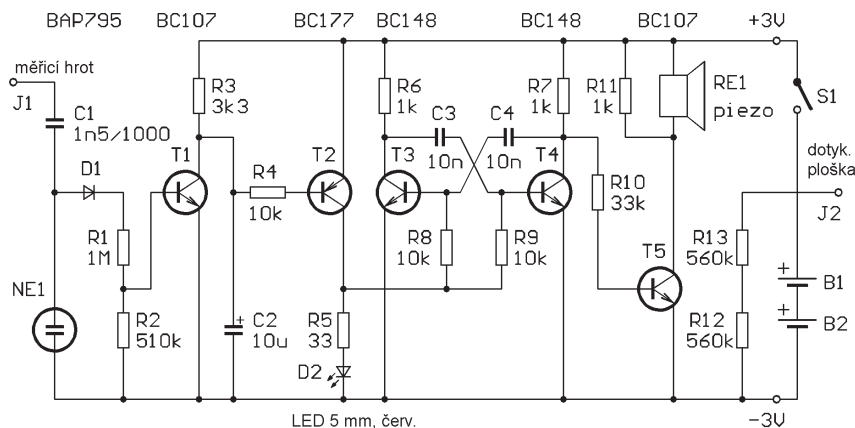 BAP795 BC107 BC177 BC148 BC148 BC107 +3V
měřicí hrot
J1
C1
1n5/1000
D1
R1
1M
NE1
R2
510k
R3
3k3
T1
R4
10k
C2
10u
T2
R5
33
D2
LED 5 mm, červ.
R6
1k
C3
10n
T3
R8
10k
C4
10n
R9
10k
R7
1k
T4
R10
33k
R11
1k
T5
RE1
piezo
S1
dotyk.
ploška
J2
R13
560k
R12
560k
+
B1
+
B2
+
-3V